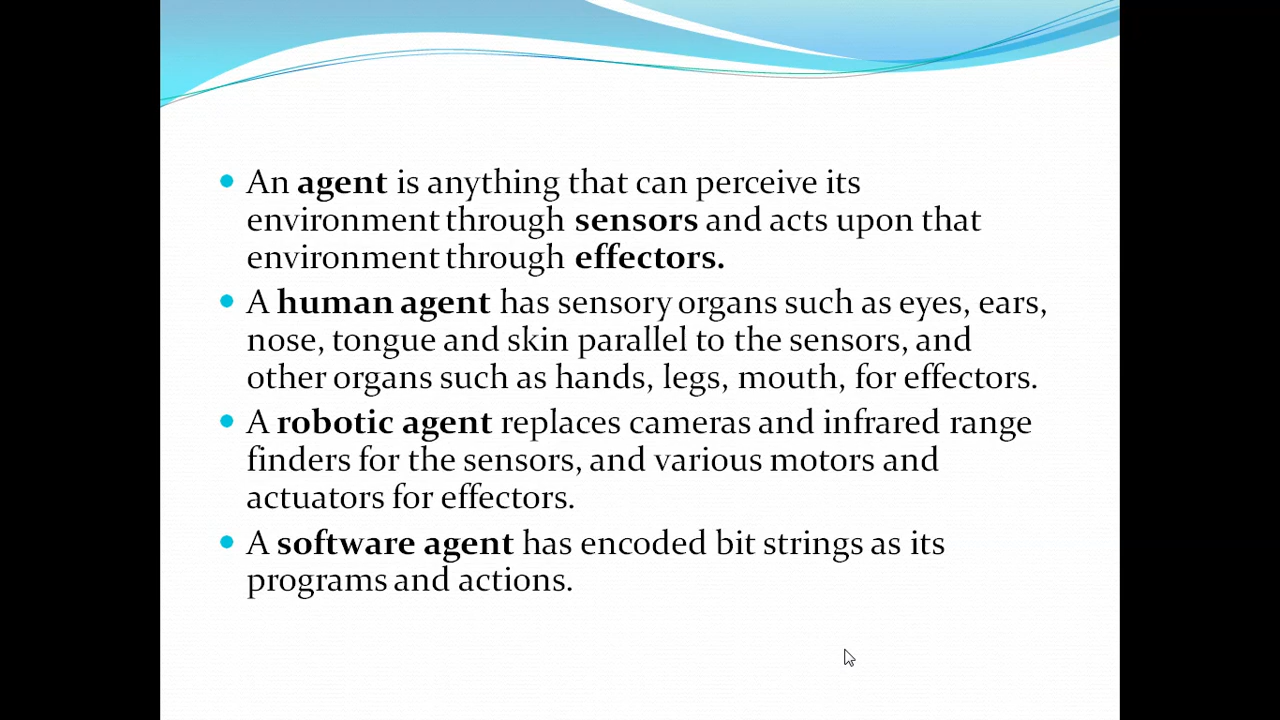 An agent is anything that can perceive its
environment through sensors and acts upon that
environment through effectors.
A human agent has sensory organs such as eyes, ears,
nose, tongue and skin parallel to the sensors, and
other organs such as hands, legs, mouth, for effectors.
A robotic agent replaces cameras and infrared range
finders for the sensors, and various motors and
actuators for effectors.
A software agent has encoded bit strings as its
programs and actions.